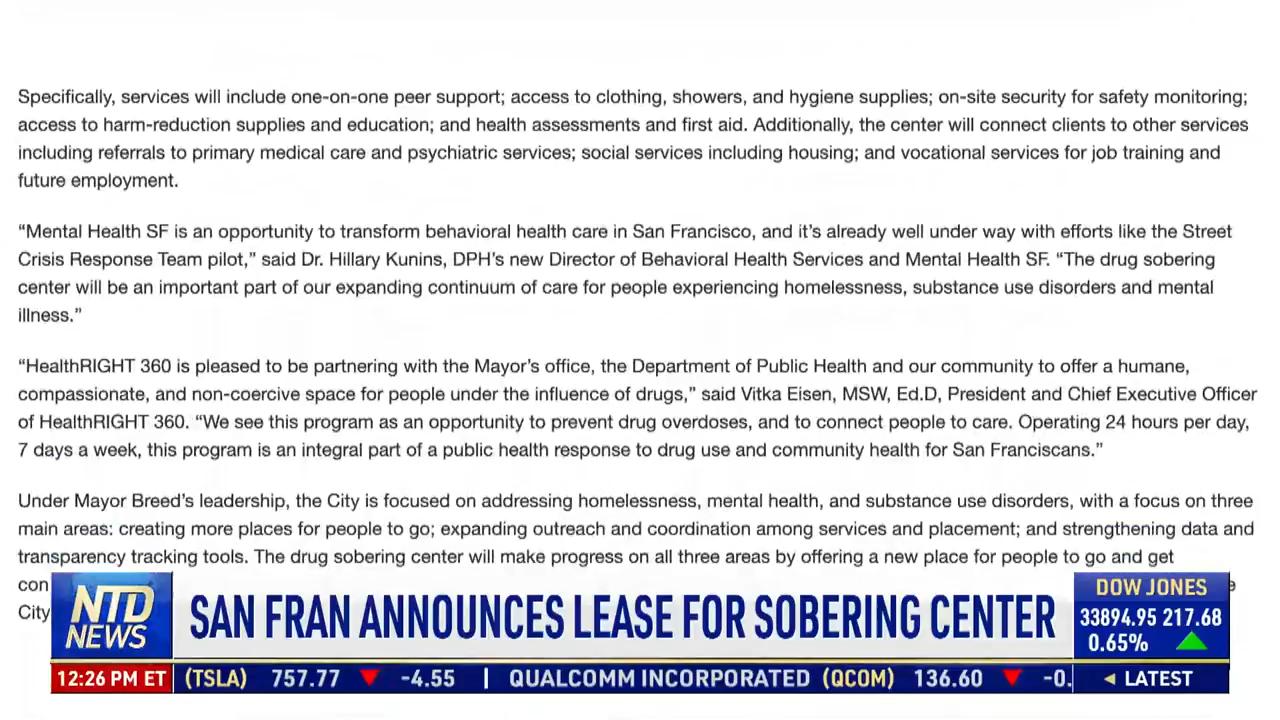 Specifically, services will include one-on-one peer support; access to clothing, showers, and hygiene supplies; on-site security for safety monitoring;
access to harm-reduction supplies and education; and health assessments and first aid. Additionally, the center will connect clients to other services
including referrals to primary medical care and psychiatric services; social services including housing; and vocational services for job training and
future employment.
“Mental Health SF is an opportunity to transform behavioral health care in San Francisco, and it’s already well under way with efforts like the Street
Crisis Response Team pilot,” said Dr. Hillary Kunins, DPH’s new Director of Behavioral Health Services and Mental Health SF. “The drug sobering
center will be an important part of our expanding continuum of care for people experiencing homelessness, substance use disorders and mental
illness.”
“HealthRIGHT 360 is pleased to be partnering with the Mayor’s office, the Department of Public Health and our community to offer a humane,
compassionate, and non-coercive space for people under the influence of drugs,” said Vitka Eisen, MSW, Ed.D, President and Chief Executive Officer
of HealthRIGHT 360. “We see this program as an opportunity to prevent drug overdoses, and to connect people to care. Operating 24 hours per day,
7 days a week, this program is an integral part of a public health response to drug use and community health for San Franciscans.”
Under Mayor Breed’s leadership, the City is focused on addressing homelessness, mental health, and substance use disorders, with a focus on three
main areas: creating more places for people to go; expanding outreach and coordination among services and placement; and strengthening data and
transparency tracking tools. The drug sobering center will make progress on all three areas by offering a new place for people to go and get
con
City
NTD
NEWS
SAN FRAN ANNOUNCES LEASE FOR SOBERING CENTER
DOW JONES
33894.95 217.68
0.65%
12:26 PM ET (TSLA) 757.77 -4.55 | QUALCOMM INCORPORATED (QCOM) 136.60 -0. LATEST